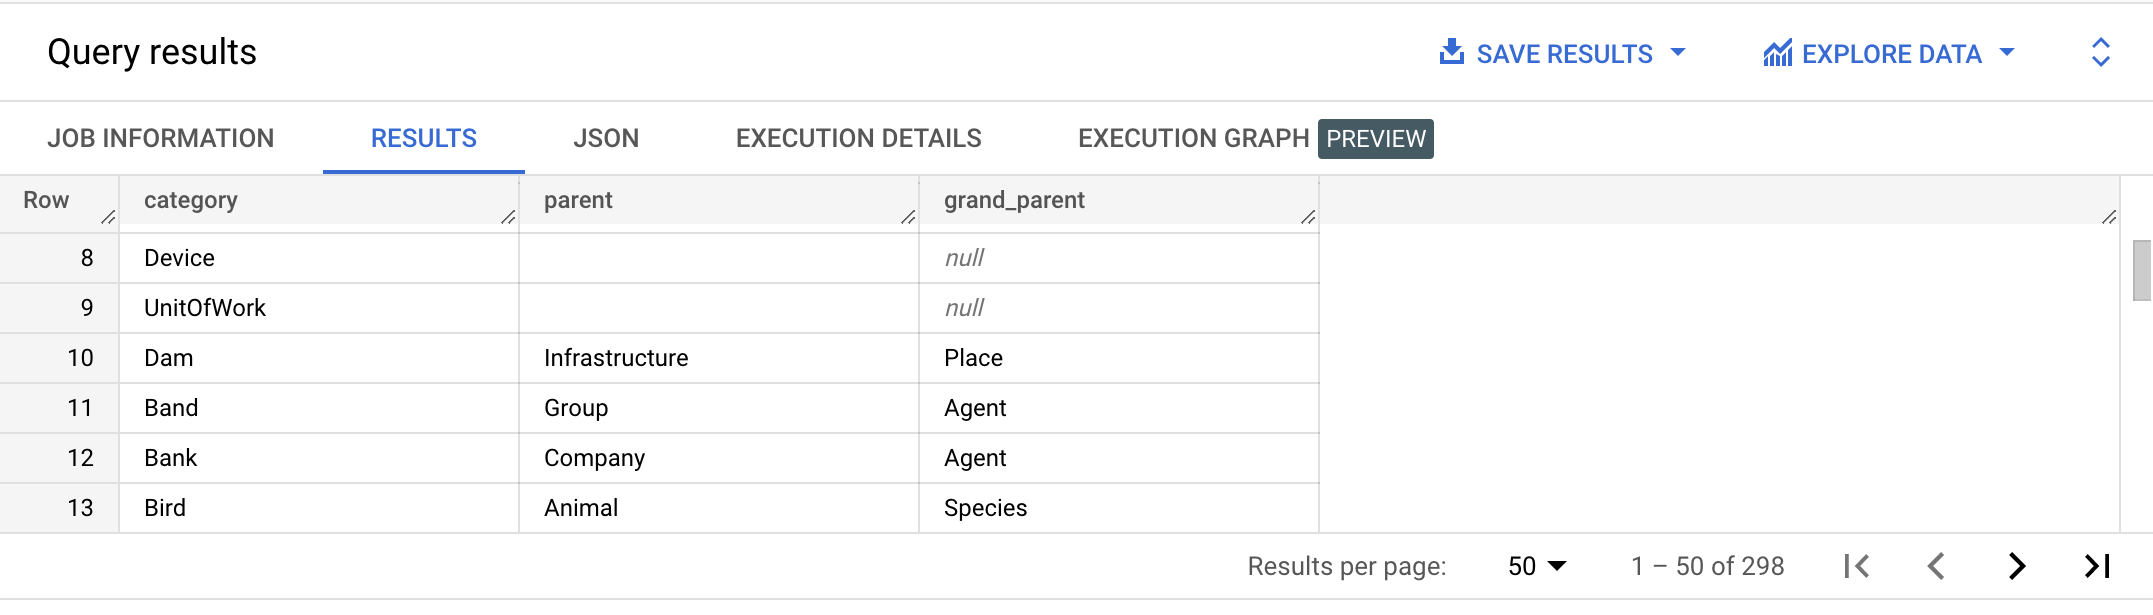 Query results SAVE RESULTS EXPLORE DATA
JOB INFORMATION RESULTS JSON EXECUTION DETAILS EXECUTION GRAPH PREVIEW
Row category parent grand_parent
8 Device null
9 UnitOfWork null
10 Dam Infrastructure Place
11 Band Group Agent
12 Bank Company Agent
13 Bird Animal Species
Results per page: 50 1 – 50 of 298